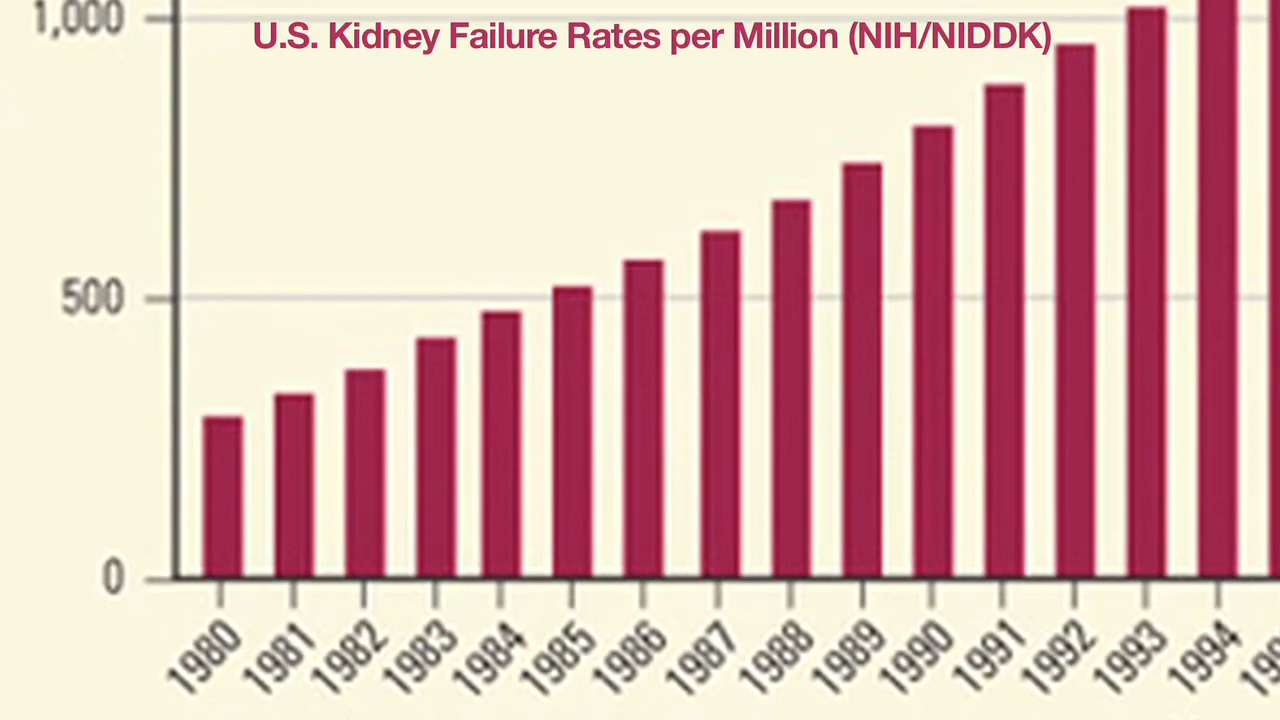 1,000
U.S. Kidney Failure Rates per Million (NIH/NIDDK)
500
0
1980 1981 1982 1983 1984 1985 1986 1987 1988 1989 1990 1991 1992 1993 1994